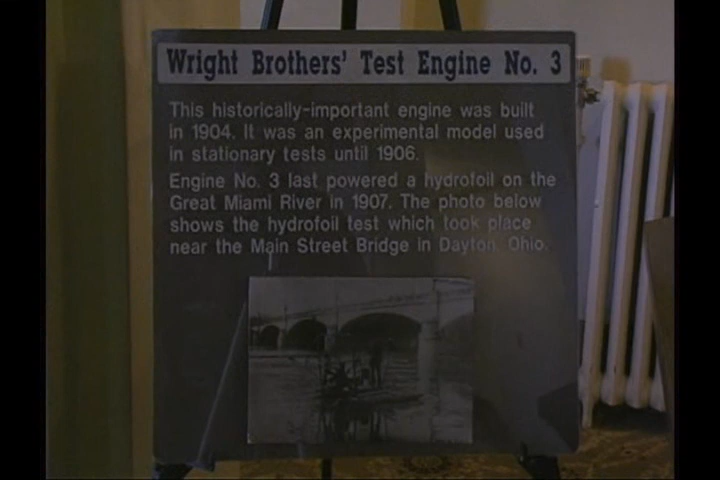 Wright Brothers' Test Engine No. 3
This historically-important engine was built
in 1904. It was an experimental model used
in stationary tests until 1906.
Engine No. 3 last powered a hydrofoil on the
Great Miami River in 1907. The photo below
shows the hydrofoil test which took place
near the Main Street Bridge in Dayton, Ohio.